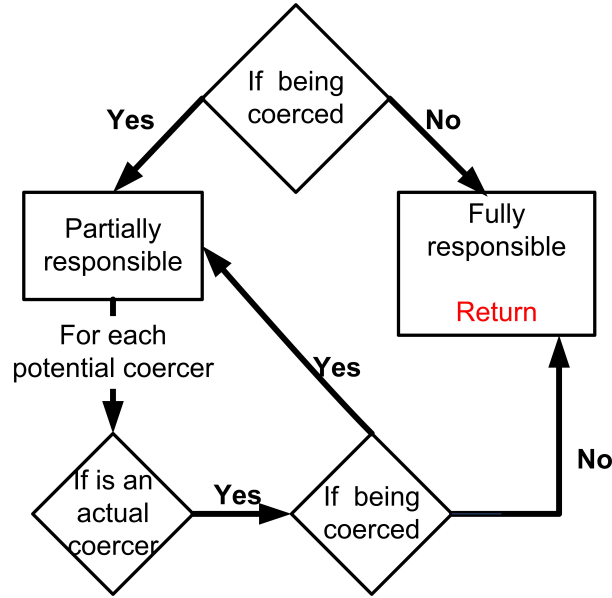 If being
coerced
Yes
No
Partially
responsible
Fully
responsible
Return
For each
potential coercer
Yes
If is an
actual
coercer
Yes
If being
coerced
No